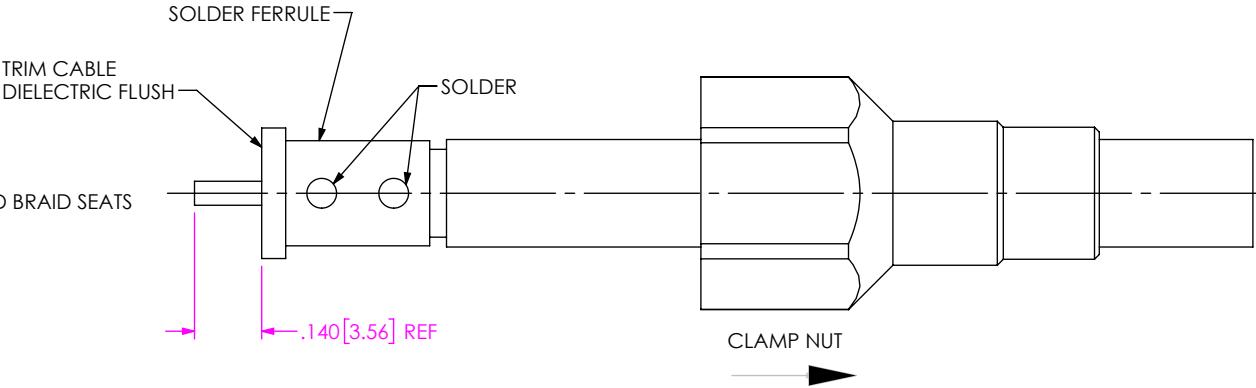 SOLDER FERRULE
TRIM CABLE
DIELECTRIC FLUSH
SOLDER
BRAID SEATS
.140[3.56] REF
CLAMP NUT